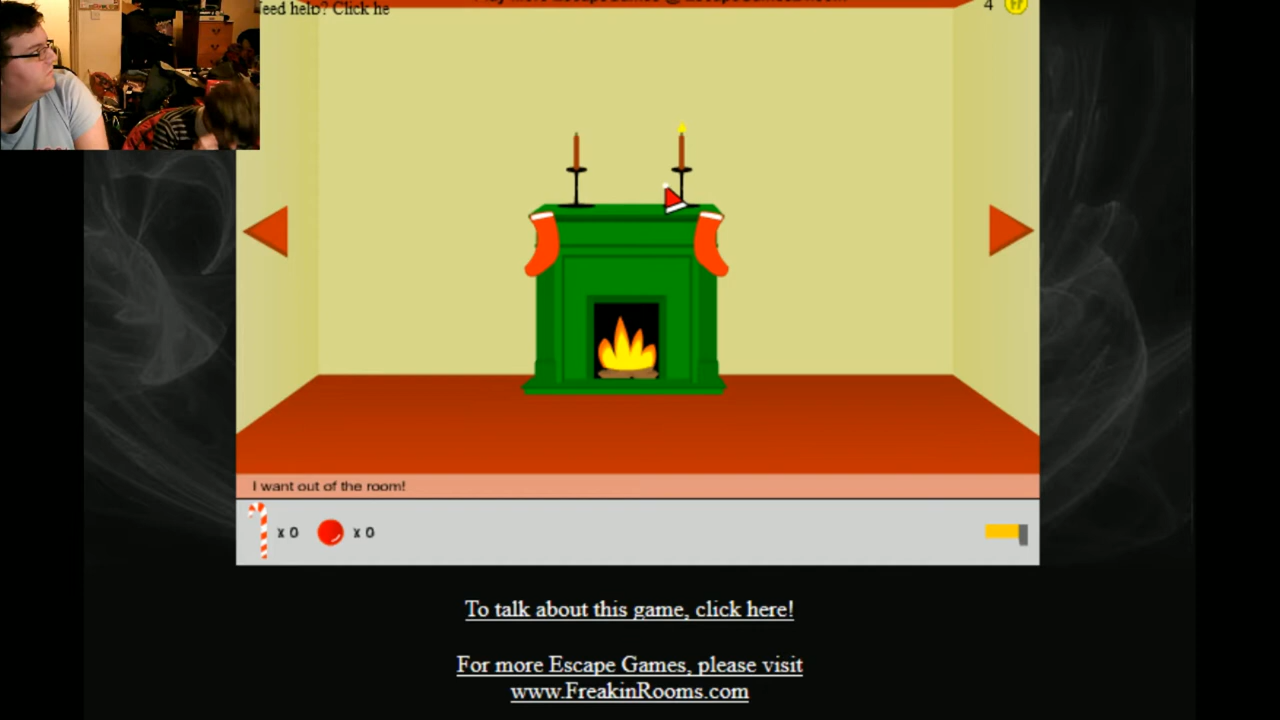 eed help? Click he
4
I want out of the room!
x 0 x 0
To talk about this game, click here!
For more Escape Games, please visit
www.FreakinRooms.com